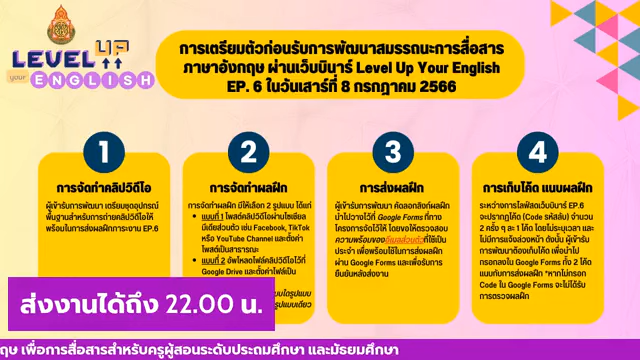 LEVEL UP
your ENGLISH
การเตรียมตัวก่อนรับการพัฒนาสมรรถนะการสื่อสาร
ภาษาอังกฤษ ผ่านเว็บบินาร์ Level Up Your English
EP. 6 ในวันเสาร์ที่ 8 กรกฎาคม 2566
1
การจัดทำคลิปวิดีโอ
ผู้เข้ารับการพัฒนา เตรียมชุดอุปกรณ์
พื้นฐานสำหรับการถ่ายคลิปวิดีโอให้
พร้อมในการส่งผลฝึกภาระงาน EP.6
2
การจัดทำผลฝึก
การจัดทำผลฝึก มีให้เลือก 2 รูปแบบ ได้แก่
แบบที่ 1 โพสต์คลิปวิดีโอผ่านโซเชียล
มีเดียส่วนตัว เช่น Facebook, TikTok
หรือ YouTube Channel และตั้งค่า
โพสต์เป็นสาธารณะ
แบบที่ 2 อัพโหลดไฟล์คลิปวิดีโอไว้ที่
Google Drive และตั้งค่าไฟล์เป็น
แบบใดรูปแบบ
รูปแบบเดียว
3
การส่งผลฝึก
ผู้เข้ารับการพัฒนา คัดลอกลิงก์ผลฝึก
นำไปวางไว้ที่ Google Forms ที่ทาง
โครงการจัดไว้ให้ โดยขอให้ตรวจสอบ
ความพร้อมของอีเมลส่วนตัวที่ใช้เป็น
ประจำ เพื่อพร้อมใช้ในการส่งผลฝึก
ผ่าน Google Forms และเพื่อรับการ
ยืนยันหลังส่งงาน
4
การเก็บโค้ด แนบผลฝึก
ระหว่างการไลฟ์สดเว็บบินาร์ EP.6
จะปรากฏโค้ด (Code รหัสลับ) จำนวน
2 ครั้ง ๆ ละ 1 โค้ด โดยไม่ระบุเวลา และ
ไม่มีการแจ้งล่วงหน้า ดังนั้น ผู้เข้ารับ
การพัฒนาต้องเก็บโค้ด เพื่อนำไป
กรอกลงใน Google Forms ทั้ง 2 โค้ด
แนบกับการส่งผลฝึก *หากไม่กรอก
Code ใน Google Forms จะไม่ได้รับ
การตรวจผลฝึก
ส่งงานได้ถึง 22.00 น.
ฤษ เพื่อการสื่อสารสำหรับครูผู้สอนระดับประถมศึกษา และมัธยมศึกษา